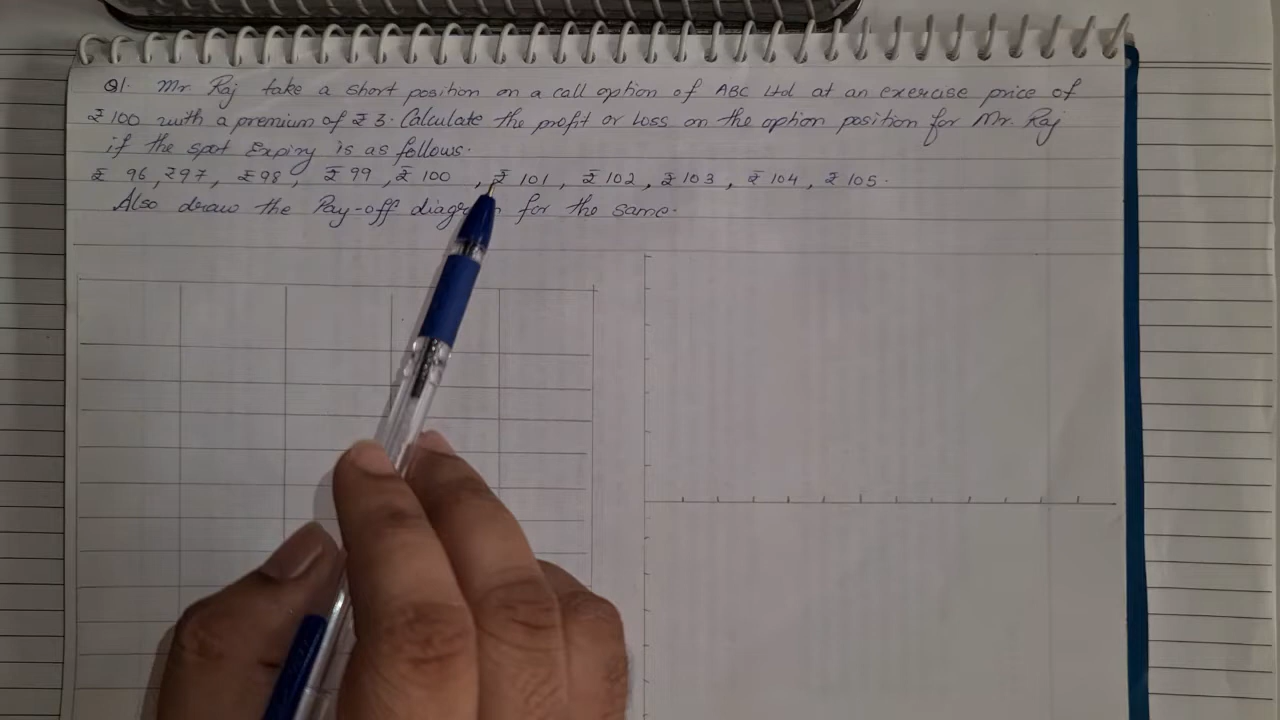 Q1. Mr Raj take a short position on a call option of ABC Ltd at an exercise price of
₹ 100 with a premium of ₹ 3. Calculate the profit or Loss on the option position for Mr. Raj
if the spot Expiry is as follows.
₹ 96, ₹97, ₹98, ₹ 99, ₹ 100, ₹ 101, ₹ 102, ₹ 103, ₹ 104, ₹ 105.
Also draw the Pay-off for the same.